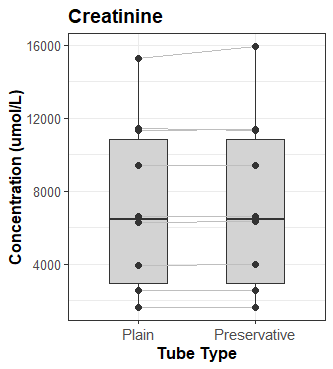 Creatinine
16000
12000
8000
4000
Concentration (umol/L)
Plain
Preservative
Tube Type